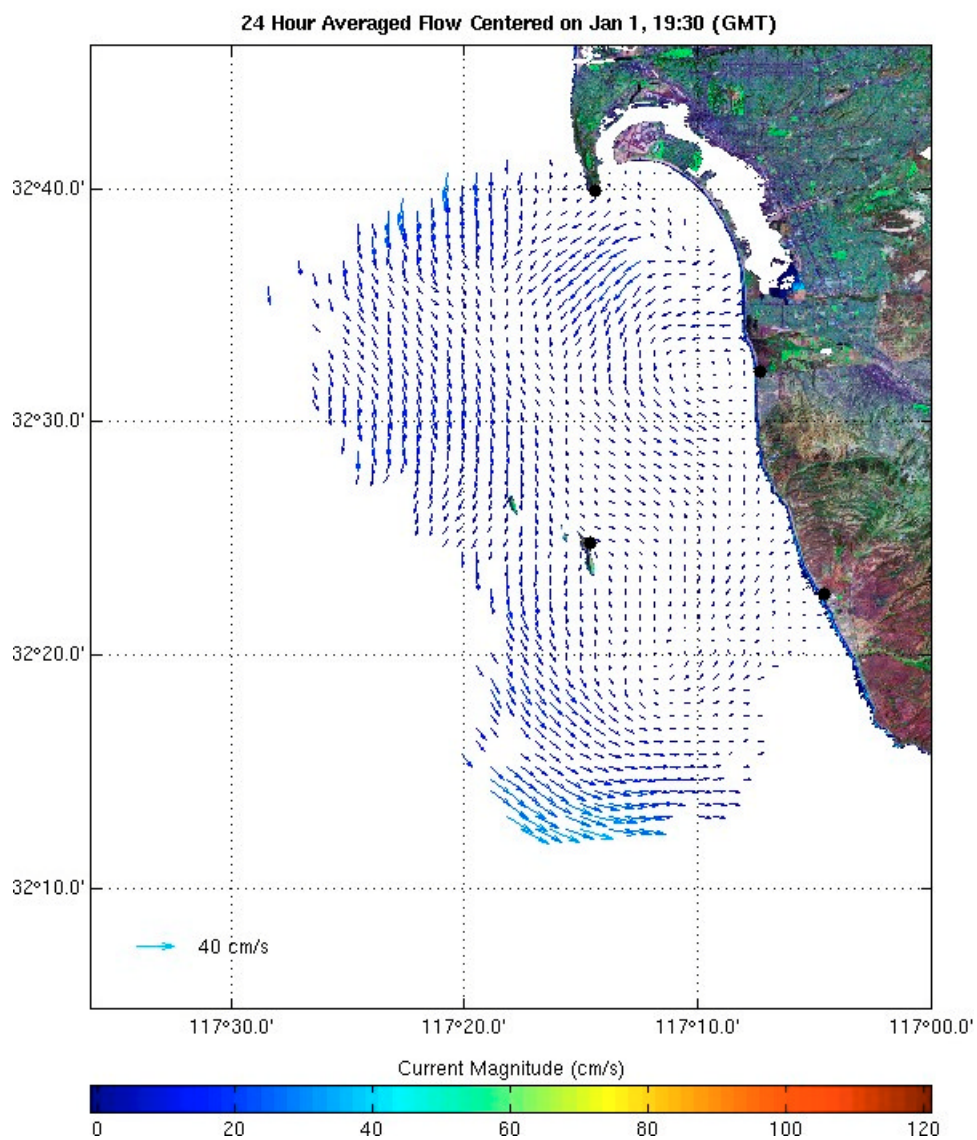 24 Hour Averaged Flow Centered on Jan 1, 19:30 (GMT)
32°40.0'
32°30.0'
32°20.0'
32°10.0'
40 cm/s
117°30.0'
117°20.0'
117°10.0'
117°00.0'
Current Magnitude (cm/s)
0 20 40 60 80 100 120